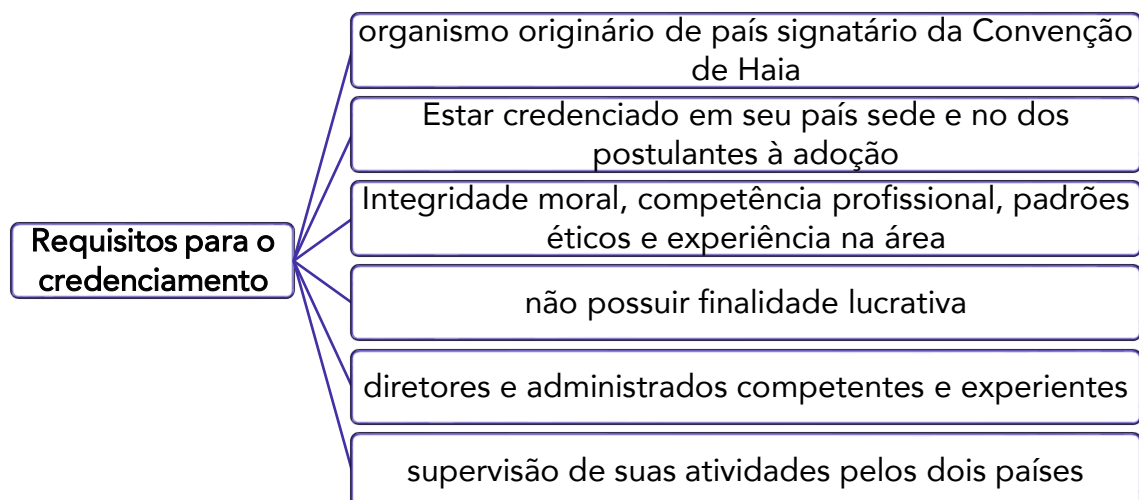 organismo originário de país signatário da Convenção
de Haia
Estar credenciado em seu país sede e no dos
postulantes à adoção
Integridade moral, competência profissional, padrões
éticos e experiência na área
Requisitos para o
credenciamento
não possuir finalidade lucrativa
diretores e administrados competentes e experientes
supervisão de suas atividades pelos dois países